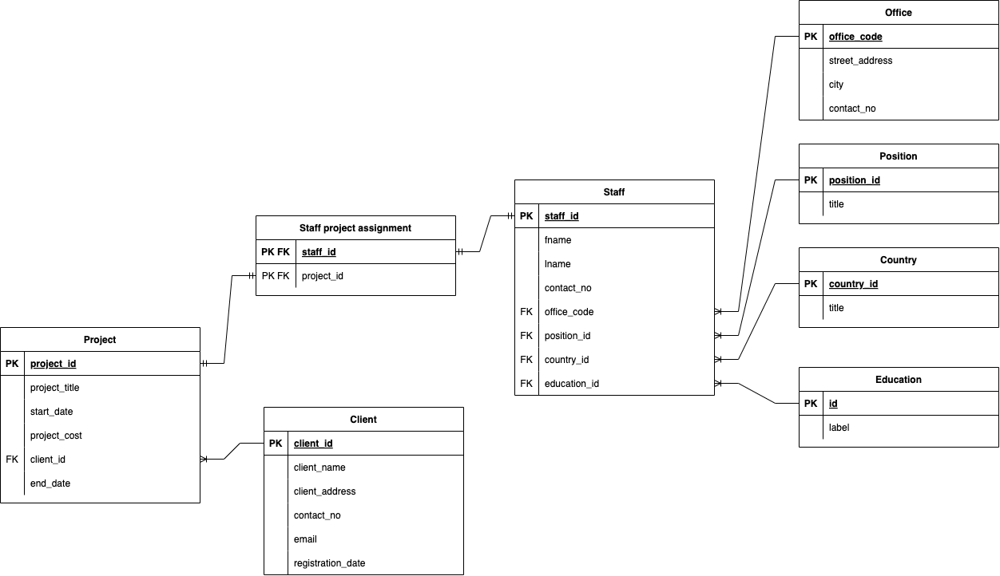 Office
PK office_code
street_address
city
contact_no
Position
PK position_id
title
Country
PK country_id
title
Education
PK id
label
Staff
PK staff_id
fname
lname
contact_no
FK office_code
FK position_id
FK country_id
FK education_id
Staff project assignment
PK FK staff_id
PK FK project_id
Project
PK project_id
project_title
start_date
project_cost
FK client_id
end_date
Client
PK client_id
client_name
client_address
contact_no
email
registration_date